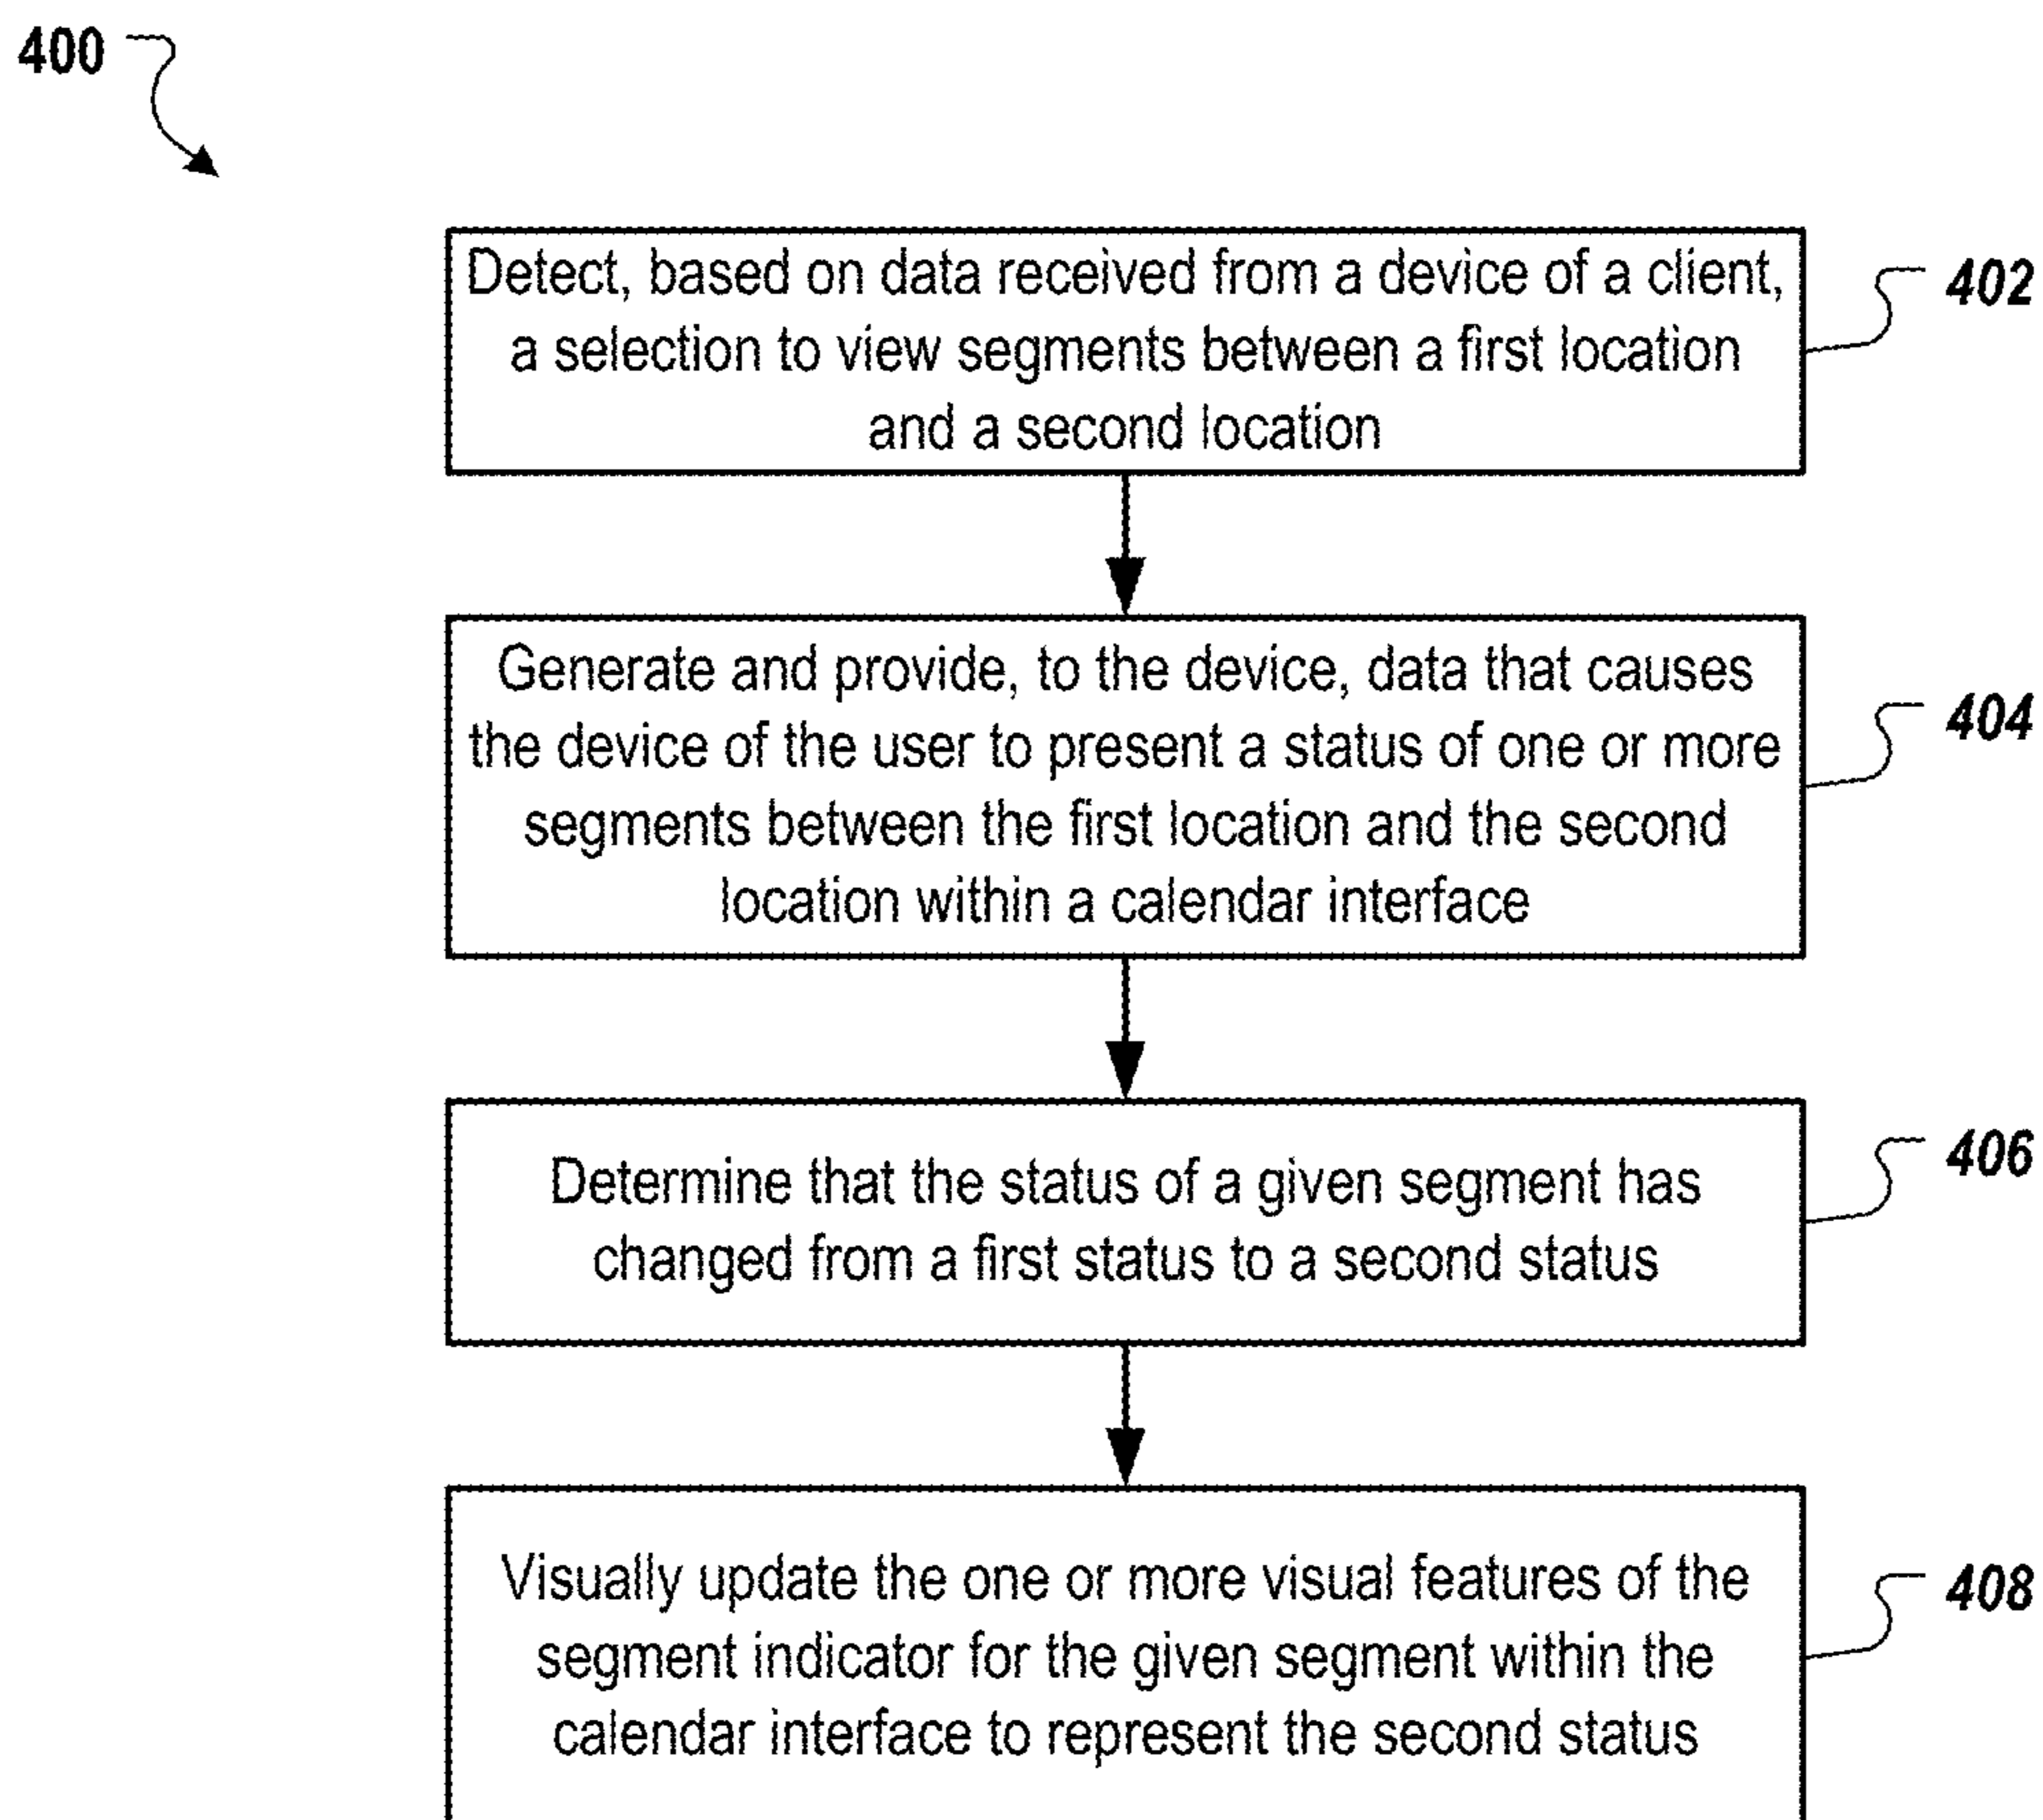 400
Detect, based on data received from a device of a client,
a selection to view segments between a first location
and a second location
402
Generate and provide, to the device, data that causes
the device of the user to present a status of one or more
segments between the first location and the second
location within a calendar interface
404
Determine that the status of a given segment has
changed from a first status to a second status
406
Visually update the one or more visual features of the
segment indicator for the given segment within the
calendar interface to represent the second status
408